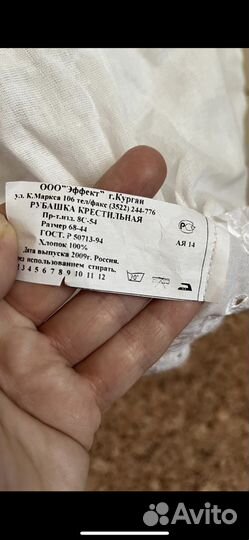 ООО"Эффект" г.Курган
ул. К.Маркса 106 тел/факс (3522) 244-776
РУБАШКА КРЕСТИЛЬНАЯ
Пр-т.изд. 8С-54
Размер 68-44
ГОСТ. Р 50713-94
Хлопок 100%
Дата выпуска 2009г. Россия.
использованием стирать.
2 3 4 5 6 7 8 9 10 11 12
РС
АЯ 14
Avito